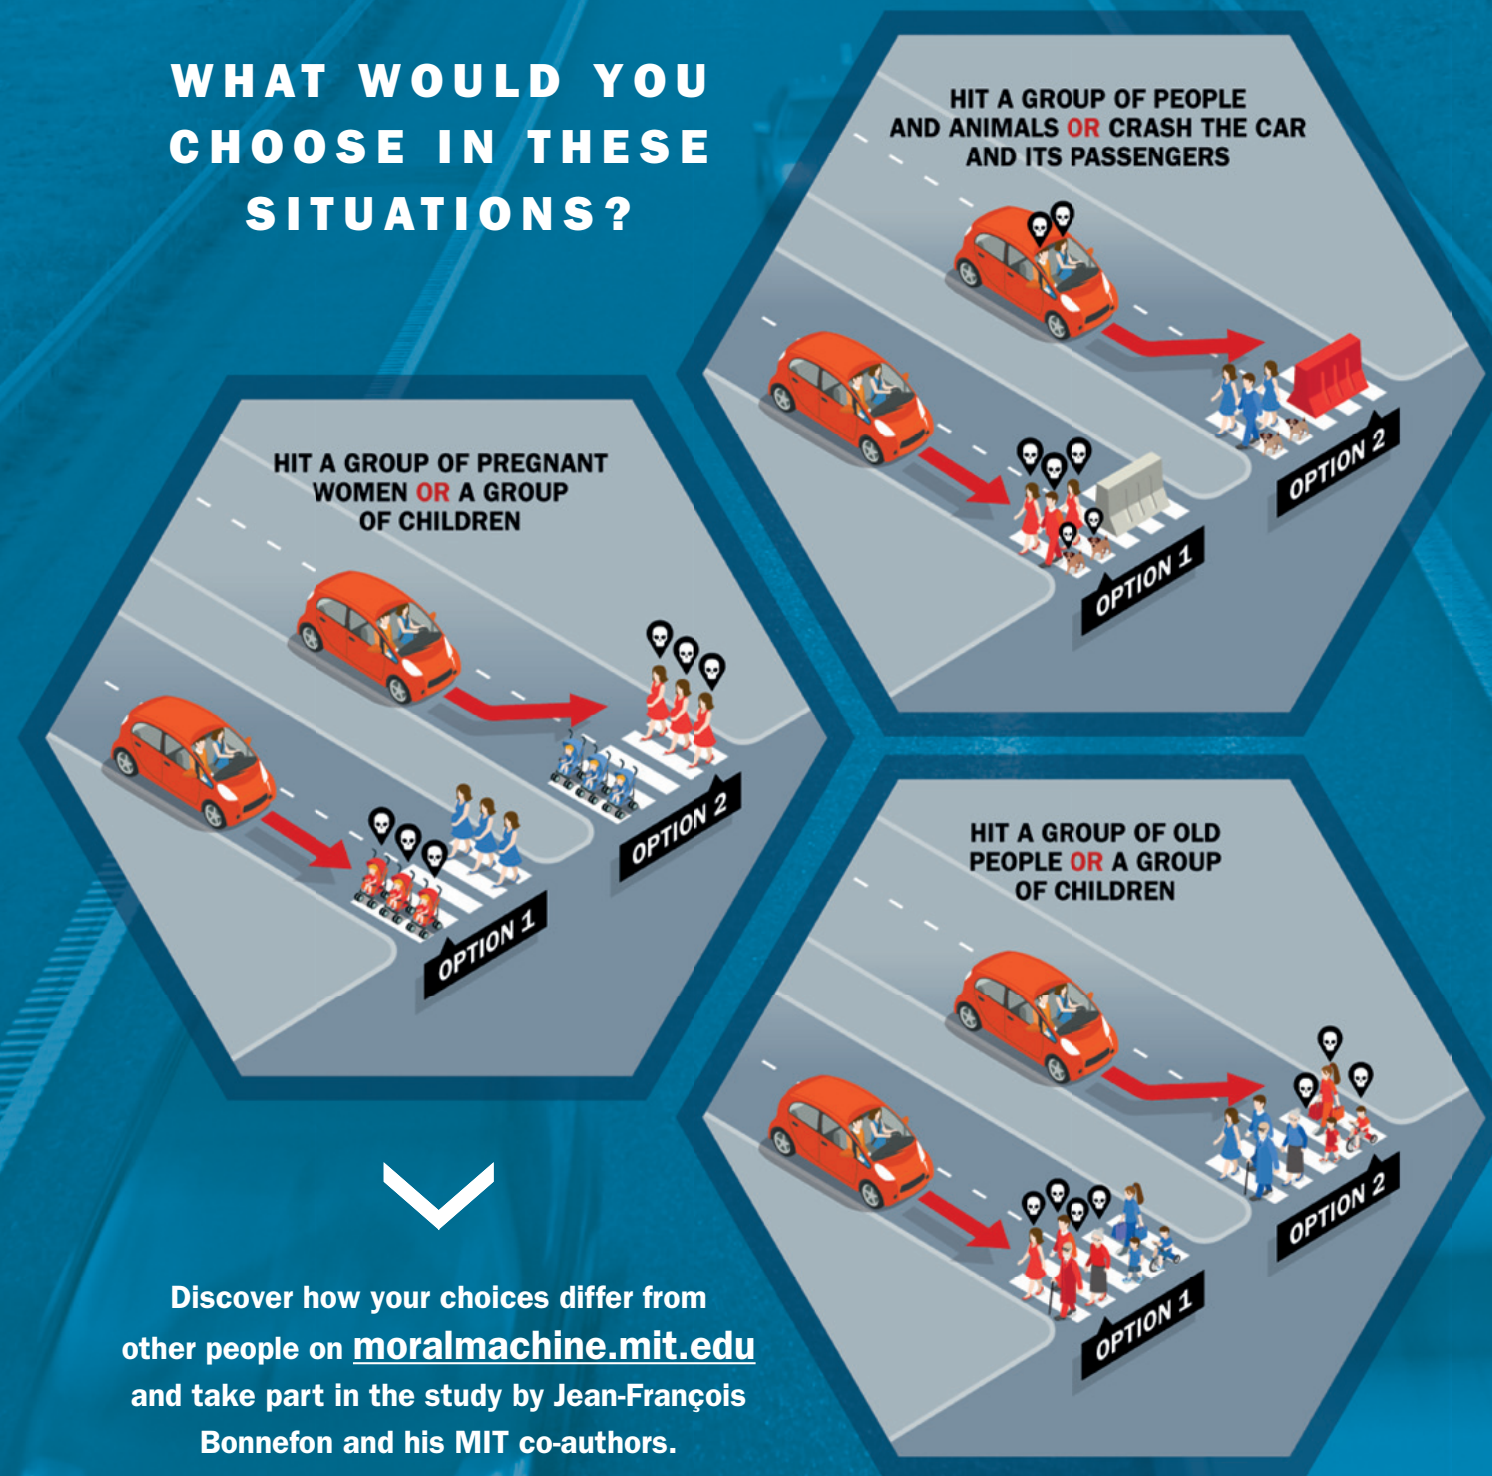 WHAT WOULD YOU
CHOOSE IN THESE
SITUATIONS?
HIT A GROUP OF PEOPLE
AND ANIMALS OR CRASH THE CAR
AND ITS PASSENGERS
OPTION 2
OPTION 1
HIT A GROUP OF PREGNANT
WOMEN OR A GROUP
OF CHILDREN
OPTION 2
OPTION 1
HIT A GROUP OF OLD
PEOPLE OR A GROUP
OF CHILDREN
OPTION 2
OPTION 1
Discover how your choices differ from
other people on moralmachine.mit.edu
and take part in the study by Jean-François
Bonnefon and his MIT co-authors.